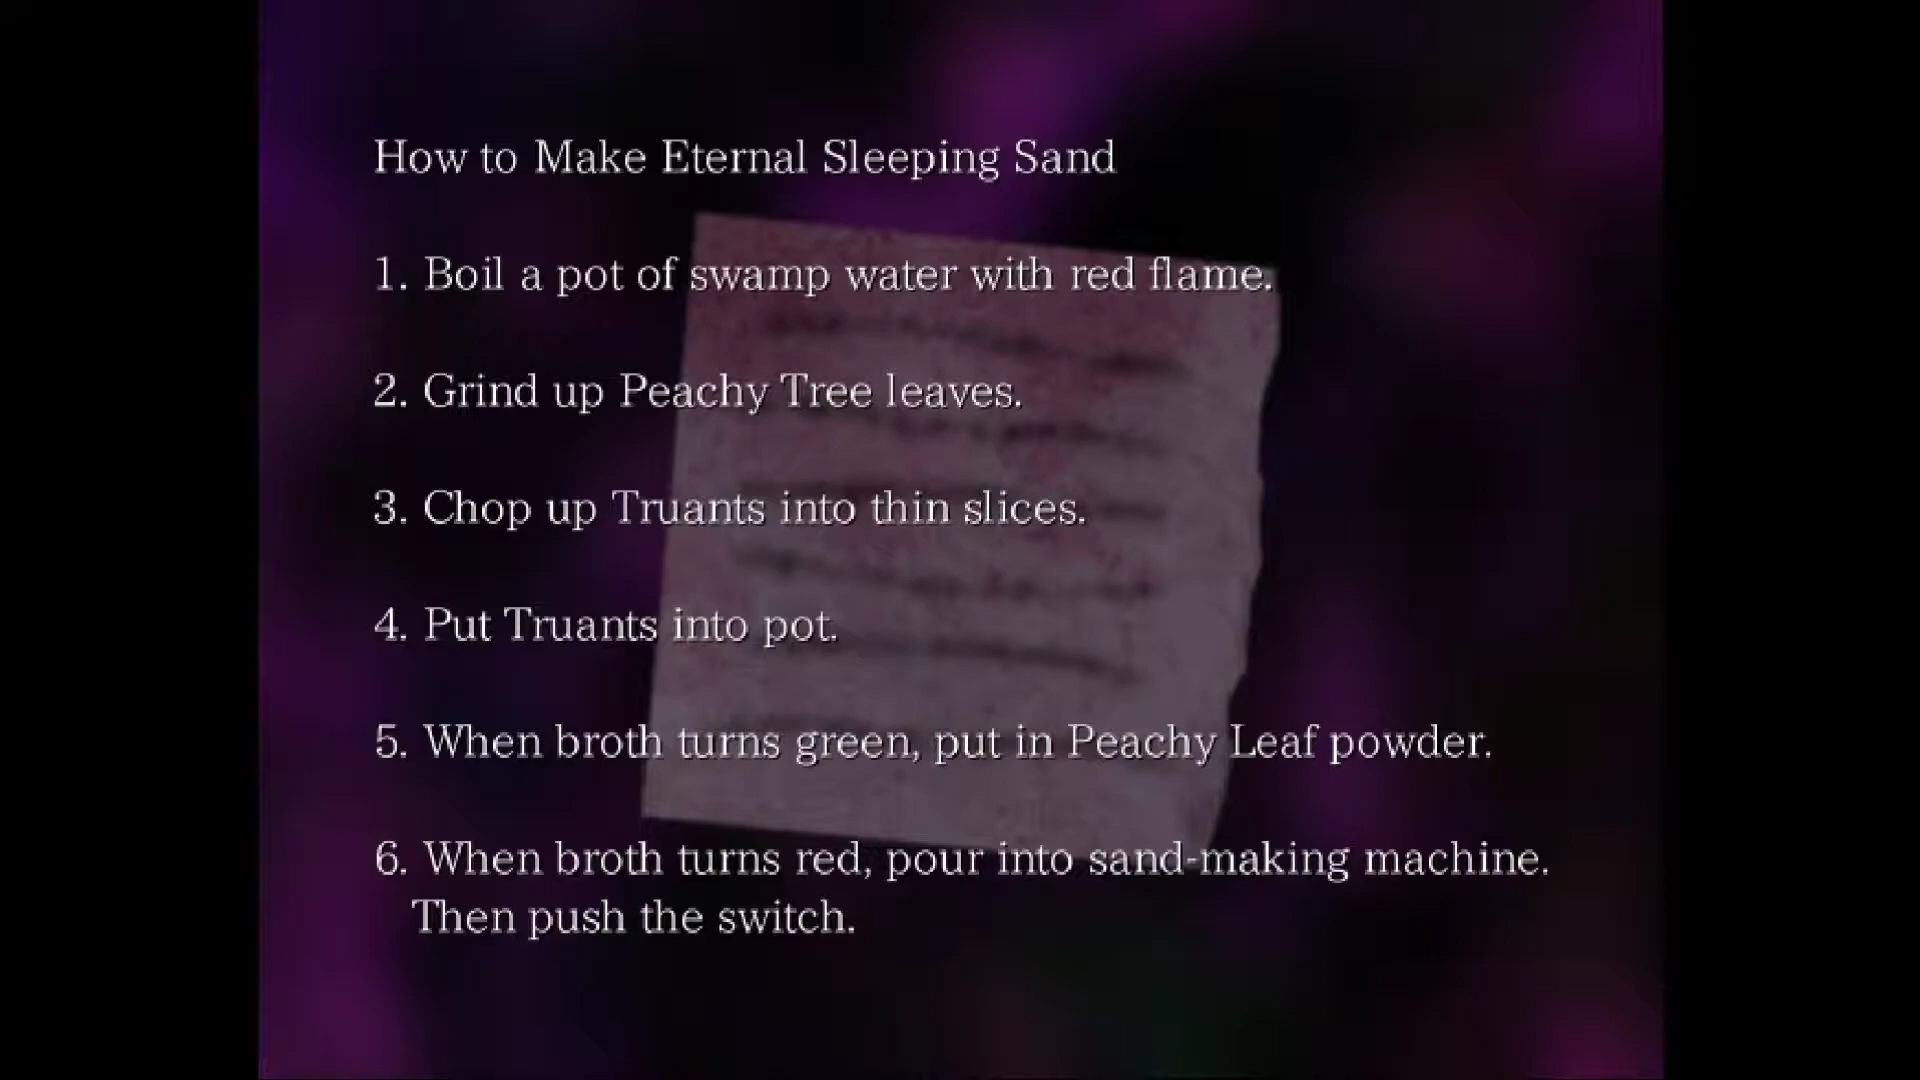 How to Make Eternal Sleeping Sand
1. Boil a pot of swamp water with red flame.
2. Grind up Peachy Tree leaves.
3. Chop up Truants into thin slices.
4. Put Truants into pot.
5. When broth turns green, put in Peachy Leaf powder.
6. When broth turns red, pour into sand-making machine.
Then push the switch.